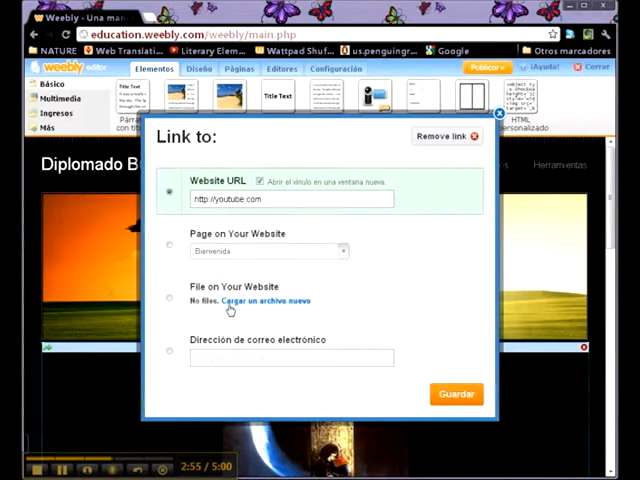 Weebly - Una man
education.weebly.com/weebly/main.php
NATURE Web Translati... Literary Elem... Wattpad Shuf... us.penguingr... Google Otros marcadores
weebly editor Elementos Diseño Páginas Editores Configuración Publicar ¡Ayuda! Cerrar
Básico
Multimedia
Ingresos
Más
Title Text
Title Text
Párra
con tít
HTML
personalizado
Diplomado B
Herramientas
Link to:
Remove link
Website URL Abrir el vínculo en una ventana nueva.
http://youtube.com
Page on Your Website
Bienvenida
File on Your Website
No files. Cargar un archivo nuevo
Dirección de correo electrónico
Guardar
2:55 / 5:00